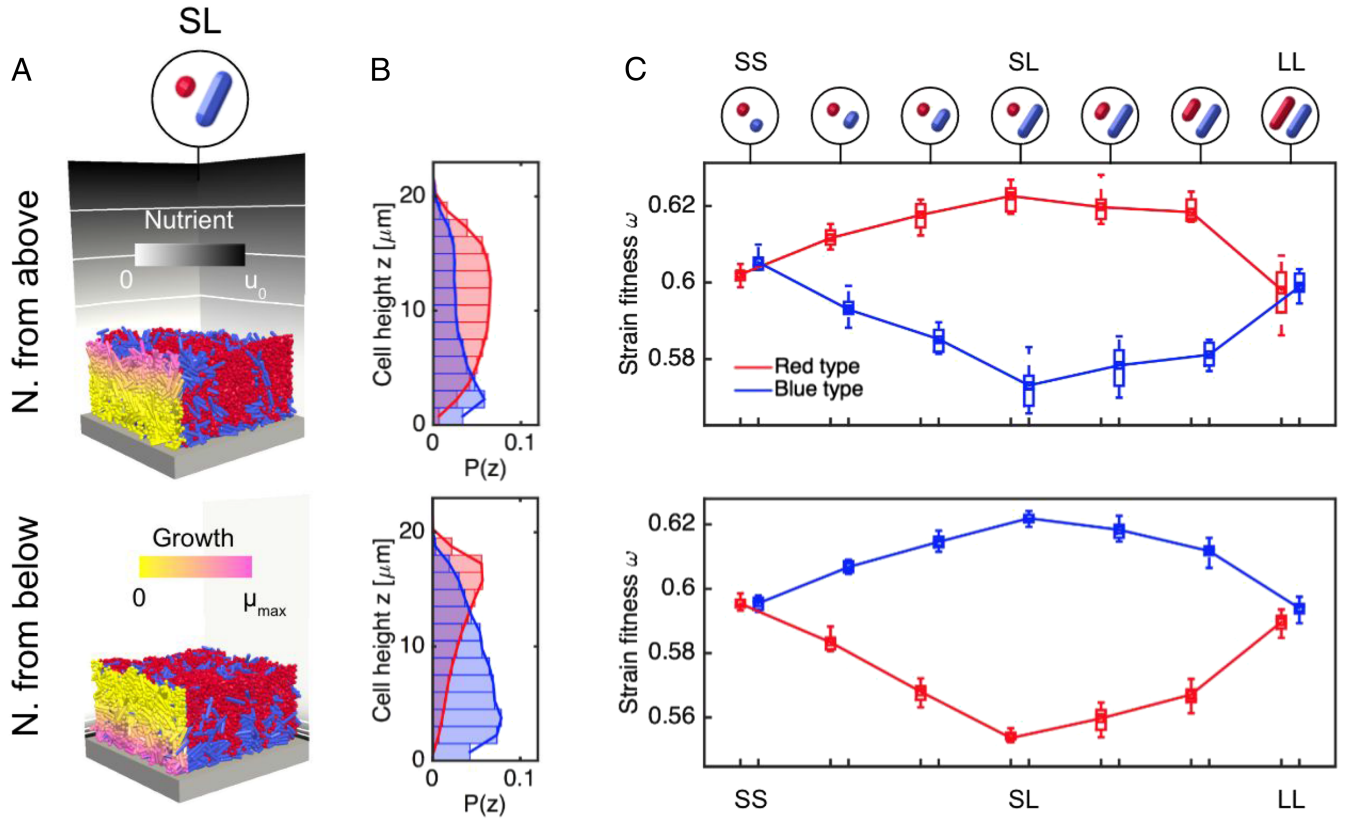 SL
A
B
C
SS
SL
LL
N. from above
Nutrient
0
u0
Cell height z [μm]
20
10
0
0
0.1
P(z)
Strain fitness ω
0.62
0.6
0.58
Red type
Blue type
N. from below
Growth
0
μmax
Cell height z [μm]
20
10
0
0
0.1
P(z)
Strain fitness ω
0.62
0.6
0.58
0.56
SS
SL
LL